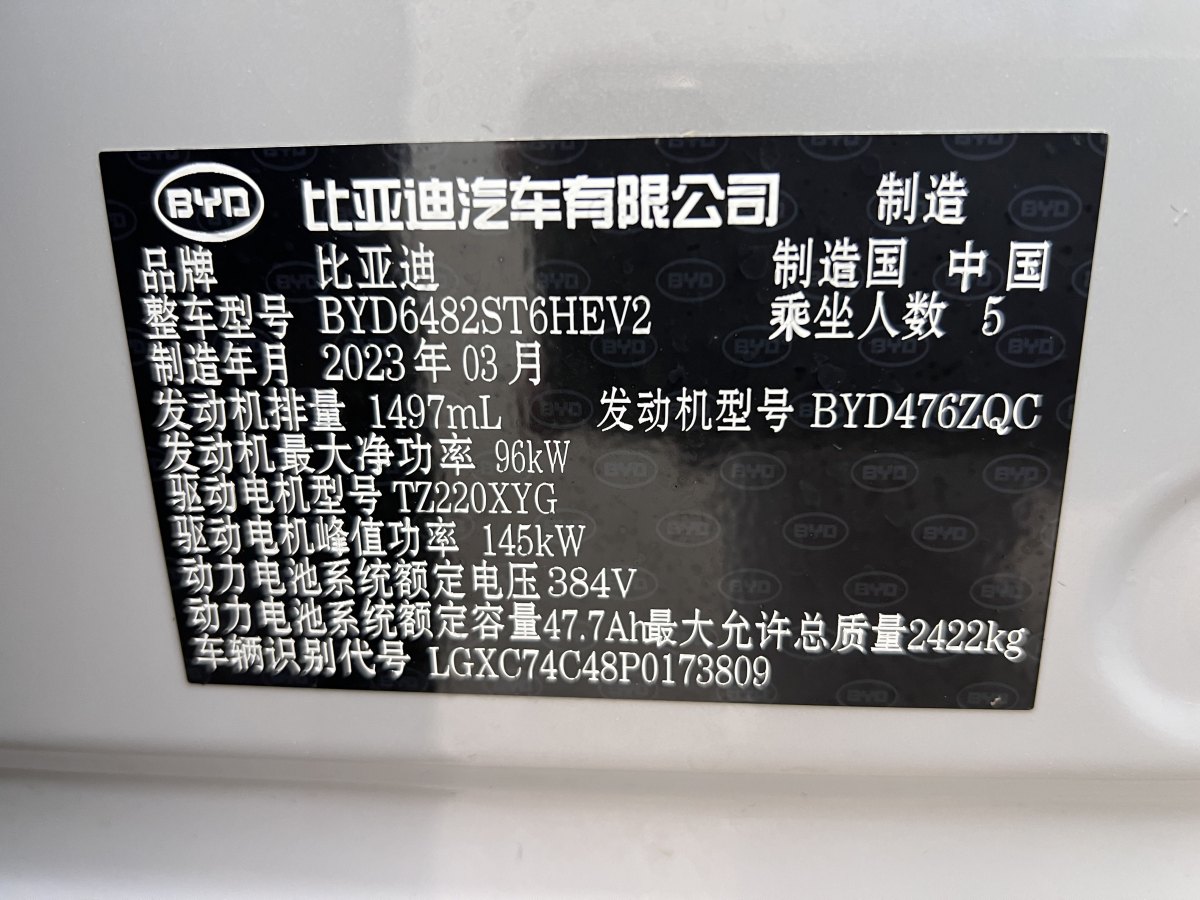 BYD 比亚迪汽车有限公司 制造
品牌 比亚迪 制造国 中国
整车型号 BYD6482ST6HEV2 乘坐人数 5
制造年月 2023年03月
发动机排量 1497mL 发动机型号 BYD476ZQC
发动机最大净功率 96kW
驱动电机型号 TZ220XYG
驱动电机峰值功率 145kW
动力电池系统额定电压 384V
动力电池系统额定容量47.7Ah最大允许总质量2422kg
车辆识别代号 LGXC74C48P0173809